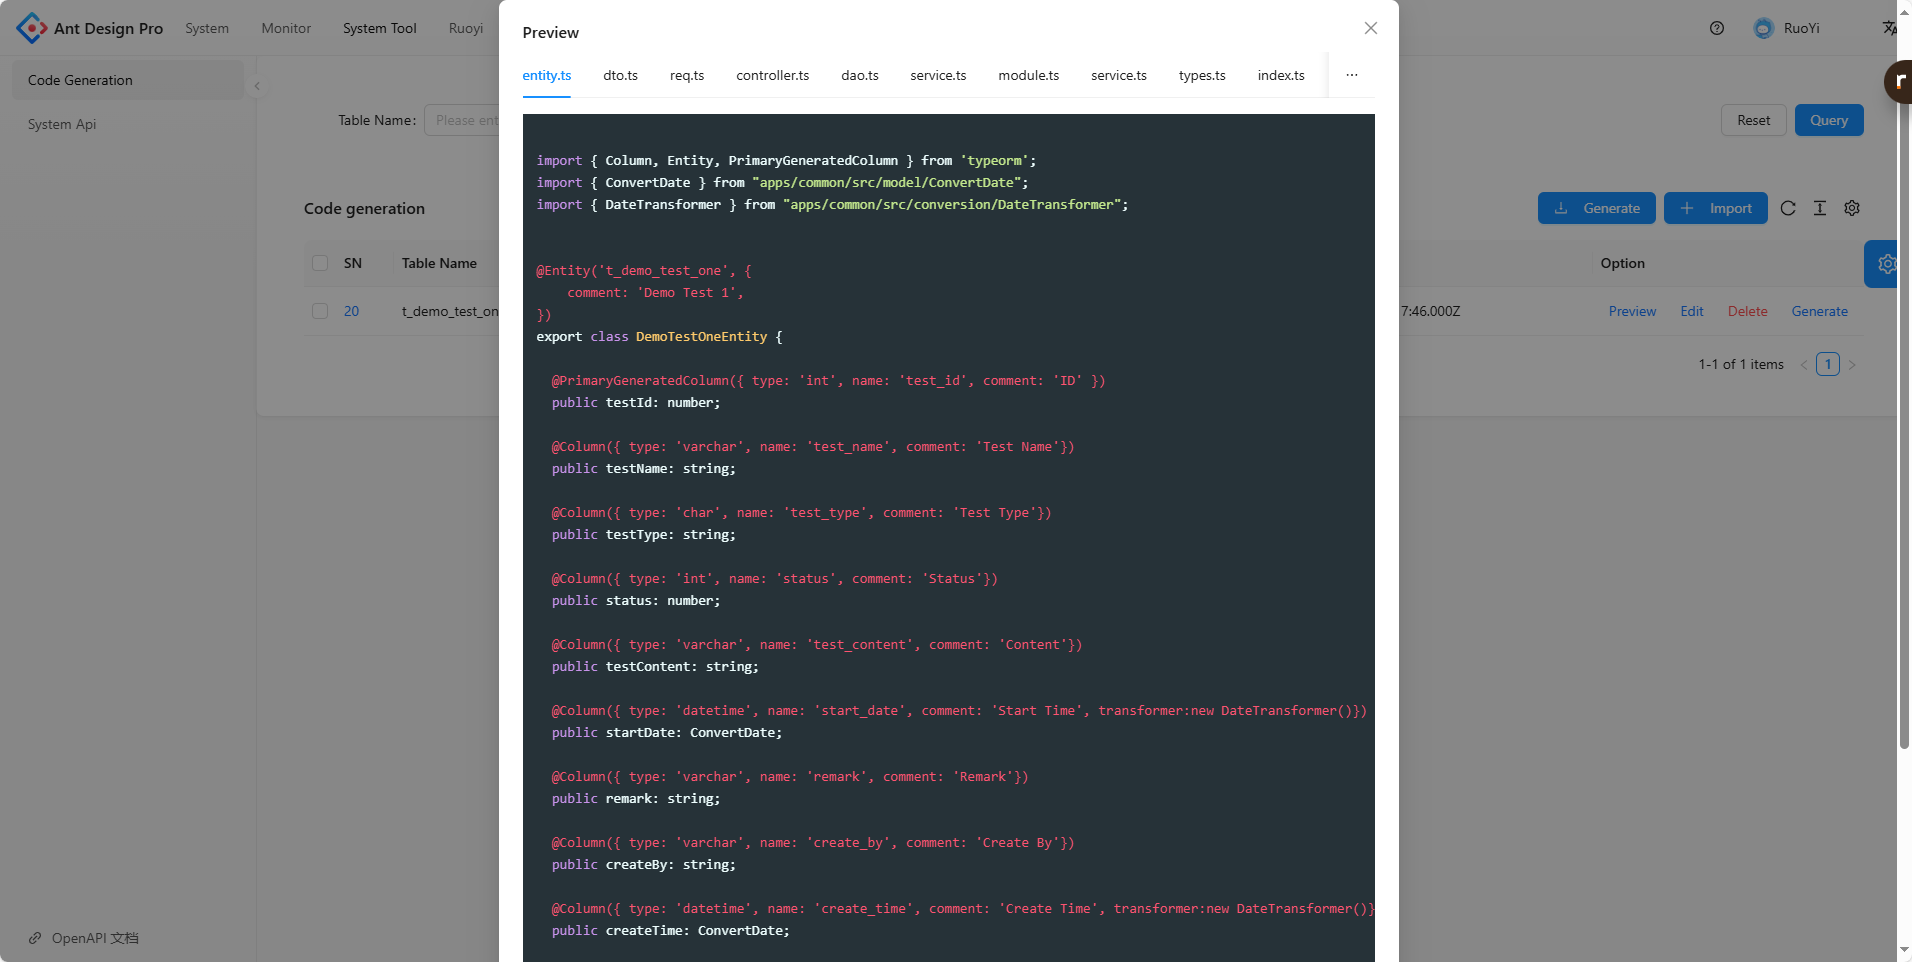 Ant Design Pro
System
Monitor
System Tool
Ruoyi
RuoYi
Code Generation
System Api
OpenAPI 文档
Table Name:
Please ent
Reset
Query
Code generation
Generate
Import
SN
Table Name
Option
20
t_demo_test_on
7:46.000Z
Preview
Edit
Delete
Generate
1-1 of 1 items
1
Preview
entity.ts
dto.ts
req.ts
controller.ts
dao.ts
service.ts
module.ts
service.ts
types.ts
index.ts
···
import { Column, Entity, PrimaryGeneratedColumn } from 'typeorm';
import { ConvertDate } from "apps/common/src/model/ConvertDate";
import { DateTransformer } from "apps/common/src/conversion/DateTransformer";
@Entity('t_demo_test_one', {
comment: 'Demo Test 1',
})
export class DemoTestOneEntity {
@PrimaryGeneratedColumn({ type: 'int', name: 'test_id', comment: 'ID' })
public testId: number;
@Column({ type: 'varchar', name: 'test_name', comment: 'Test Name'})
public testName: string;
@Column({ type: 'char', name: 'test_type', comment: 'Test Type'})
public testType: string;
@Column({ type: 'int', name: 'status', comment: 'Status'})
public status: number;
@Column({ type: 'varchar', name: 'test_content', comment: 'Content'})
public testContent: string;
@Column({ type: 'datetime', name: 'start_date', comment: 'Start Time', transformer:new DateTransformer()})
public startDate: ConvertDate;
@Column({ type: 'varchar', name: 'remark', comment: 'Remark'})
public remark: string;
@Column({ type: 'varchar', name: 'create_by', comment: 'Create By'})
public createBy: string;
@Column({ type: 'datetime', name: 'create_time', comment: 'Create Time', transformer:new DateTransformer()}
public createTime: ConvertDate;
r